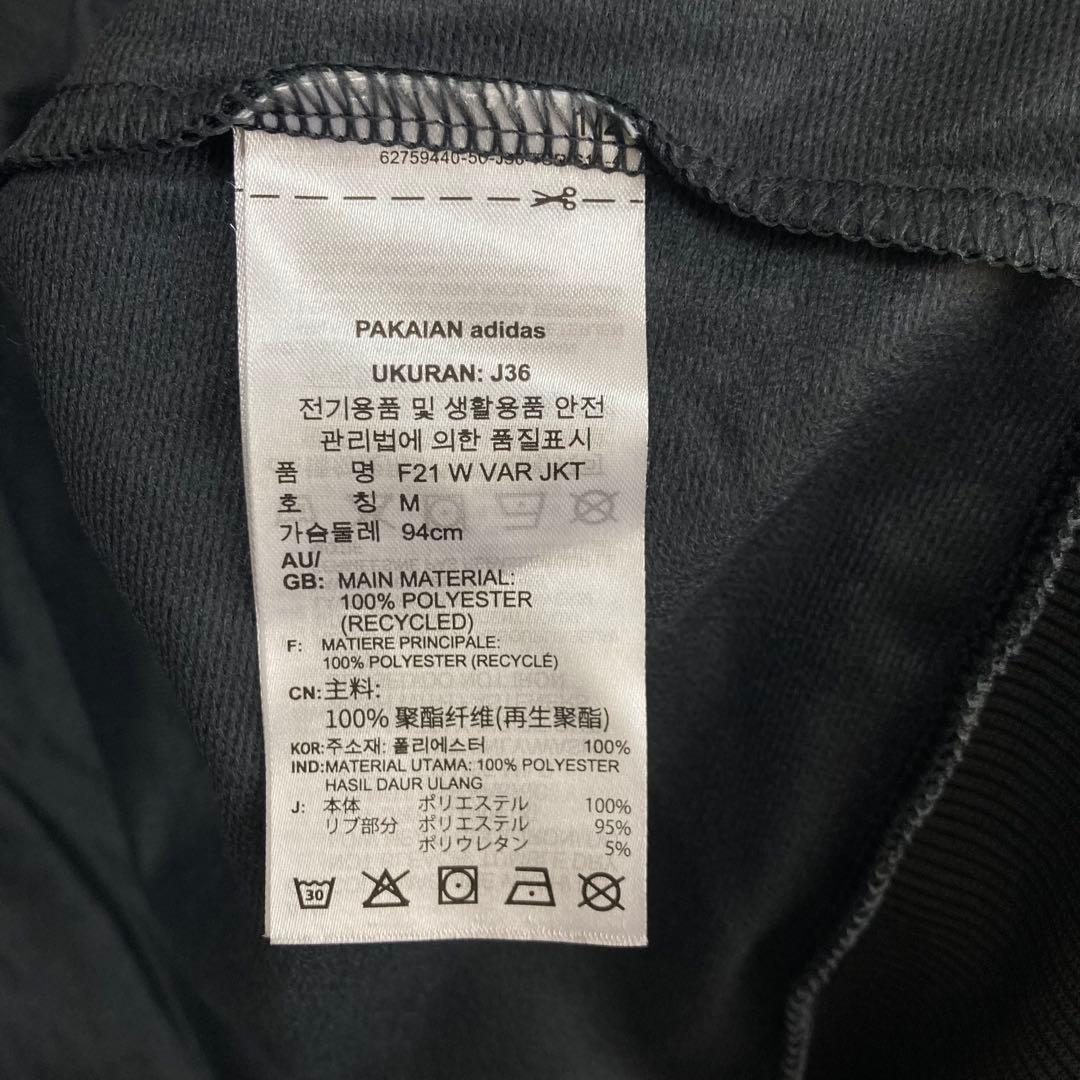 62759440-50-J36
PAKAIAN adidas
UKURAN: J36
전기용품 및 생활용품 안전
관리법에 의한 품질표시
품 명 F21 W VAR JKT
호 칭 M
가슴둘레 94cm
AU/
GB: MAIN MATERIAL:
100% POLYESTER
(RECYCLED)
F: MATIERE PRINCIPALE:
100% POLYESTER (RECYCLÉ)
CN:主料:
100% 聚酯纤维(再生聚酯)
KOR:주소재: 폴리에스터 100%
IND:MATERIAL UTAMA: 100% POLYESTER
HASIL DAUR ULANG
J: 本体 ポリエステル 100%
リブ部分 ポリエステル 95%
ポリウレタン 5%
30